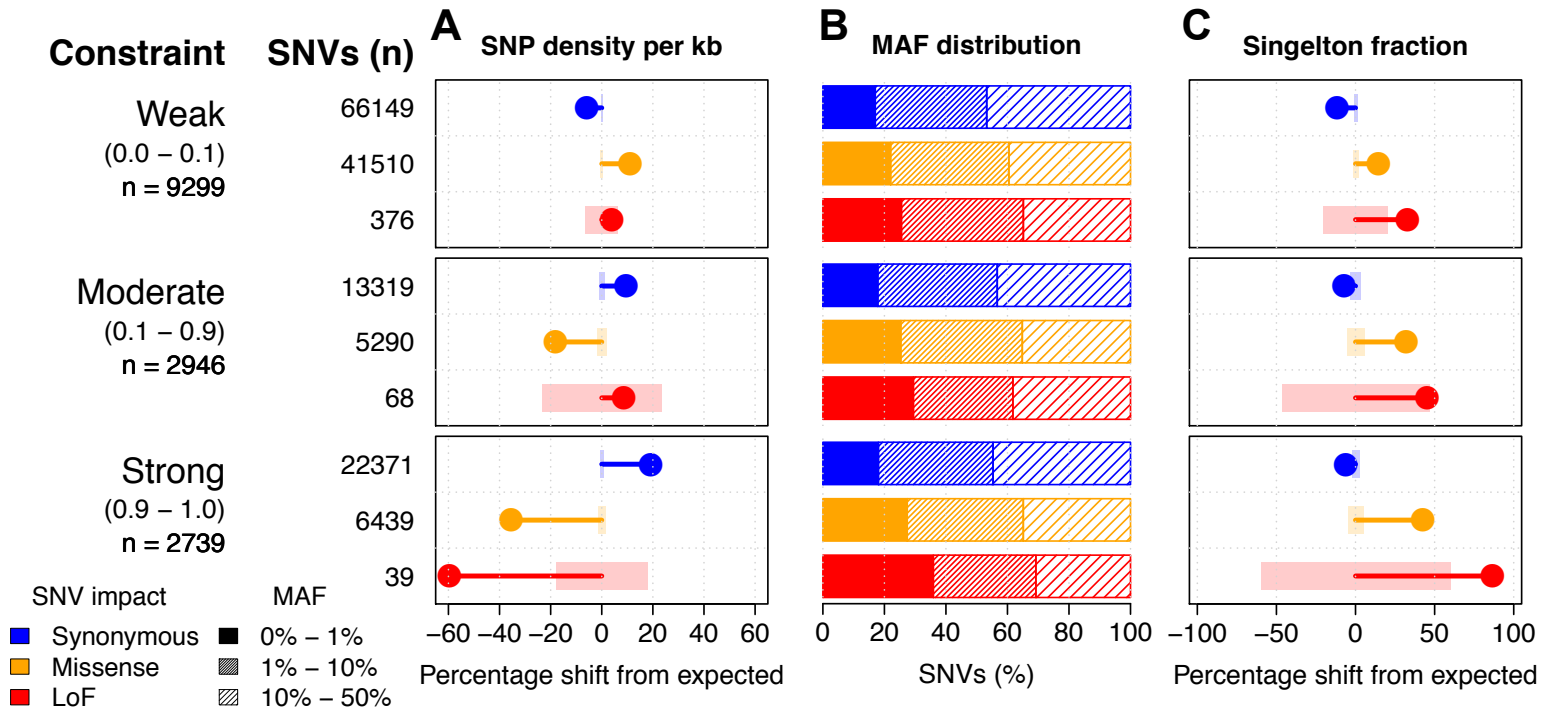 A
B
C
Constraint
SNVs (n)
SNP density per kb
MAF distribution
Singelton fraction
Weak
(0.0 − 0.1)
n = 9299
66149
41510
376
Moderate
(0.1 − 0.9)
n = 2946
13319
5290
68
Strong
(0.9 − 1.0)
n = 2739
22371
6439
39
SNV impact
Synonymous
Missense
LoF
MAF
0% − 1%
1% − 10%
10% − 50%
−60 −40 −20 0 20 40 60
Percentage shift from expected
0 20 40 60 80 100
SNVs (%)
−100 −50 0 50 100
Percentage shift from expected